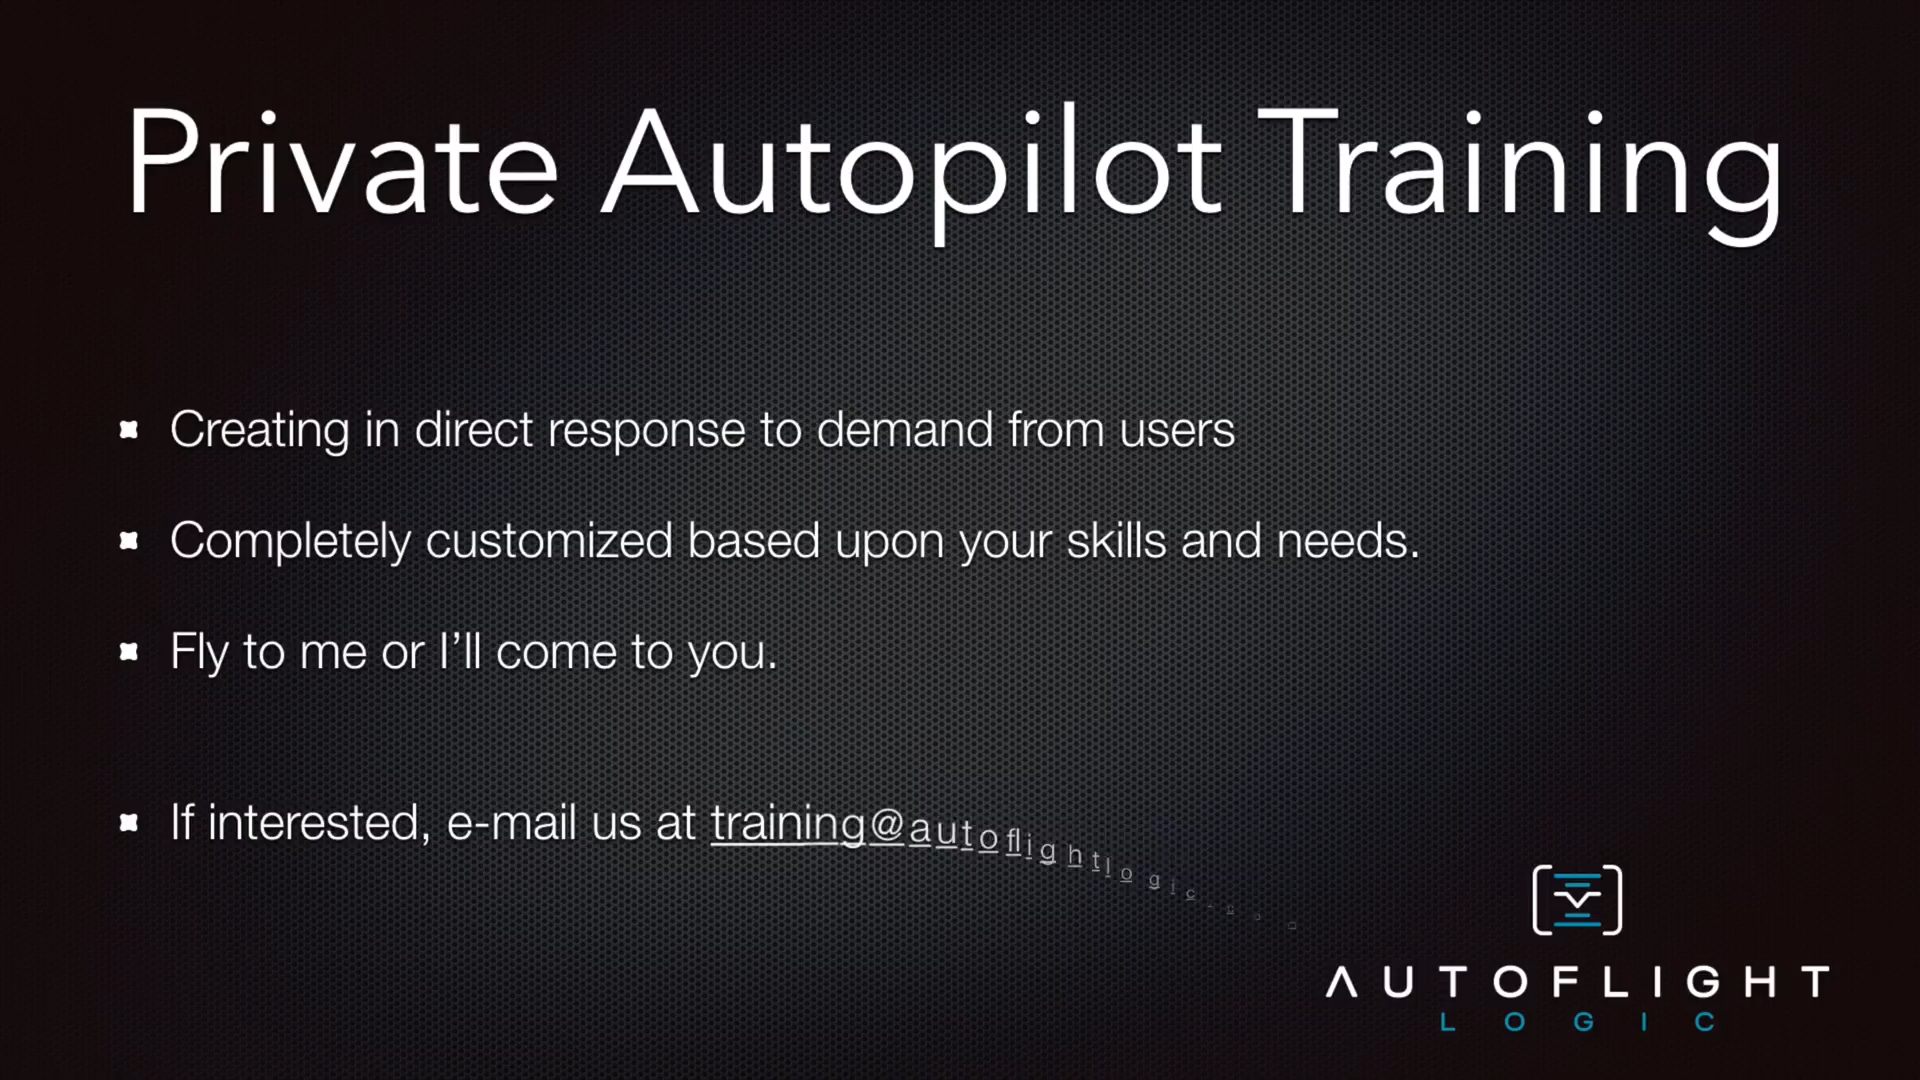 Private Autopilot Training
Creating in direct response to demand from users
Completely customized based upon your skills and needs.
Fly to me or I’ll come to you.
If interested, e-mail us at training@autoflightlogic.com
AUTOFLIGHT
LOGIC